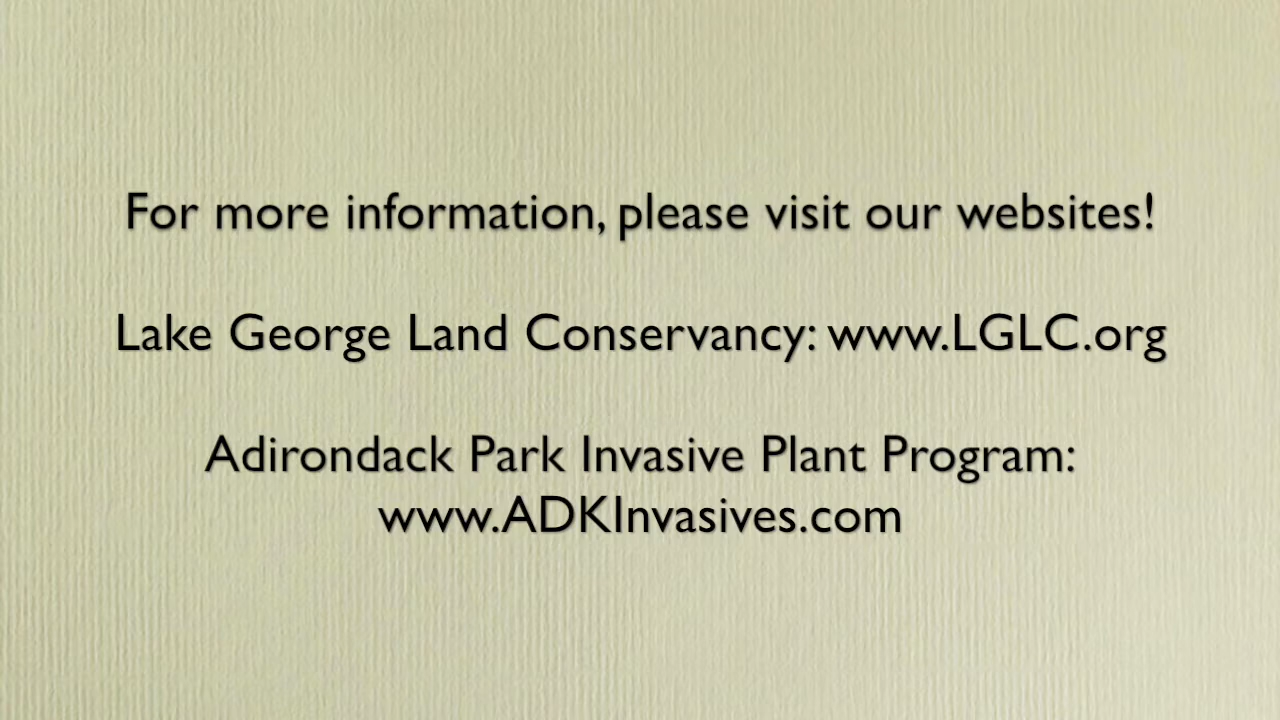 For more information, please visit our websites!
Lake George Land Conservancy: www.LGLC.org
Adirondack Park Invasive Plant Program:
www.ADKInvasives.com